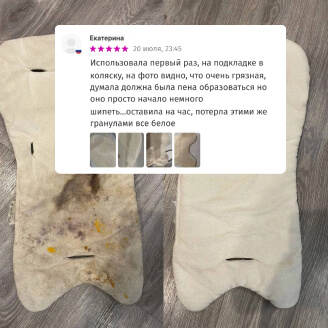 Екатерина
20 июля, 23:45
Использовала первый раз, на подкладке в
коляску, на фото видно, что очень грязная,
думала должна была пена образоваться но
оно просто начало немного
шипеть...оставила на час, потерла этими же
гранулами все белое